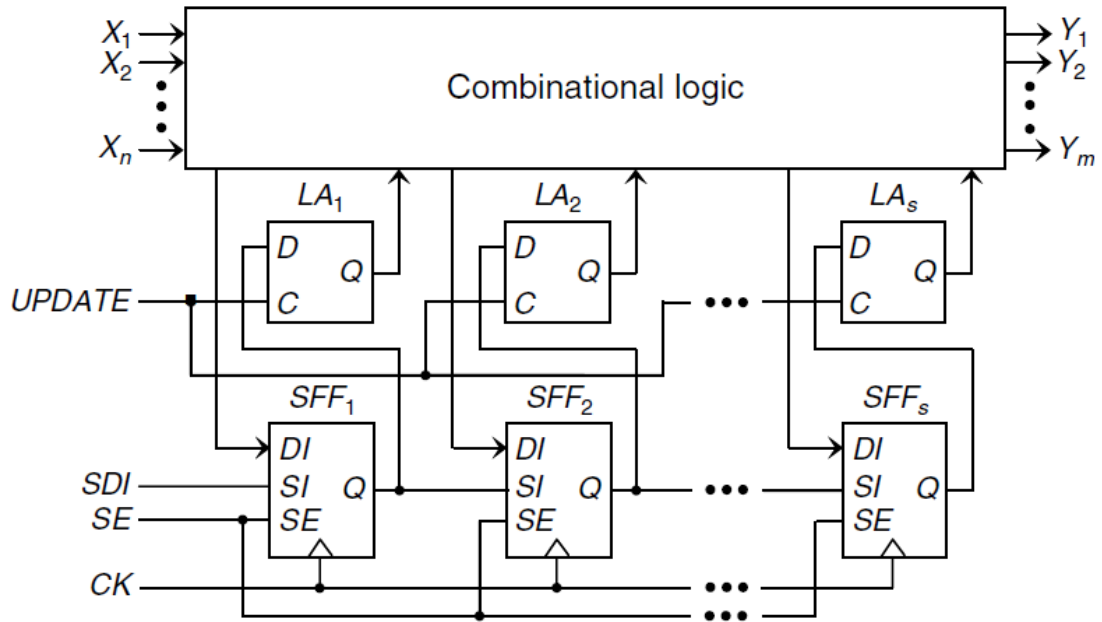 X1 Y1
X2 Y2
Combinational logic
Xn Ym
LA1 LA2 LAs
D D D
Q Q Q
UPDATE C C C
SFF1 SFF2 SFFs
DI DI DI
SDI SI Q SI Q SI Q
SE SE SE SE
CK